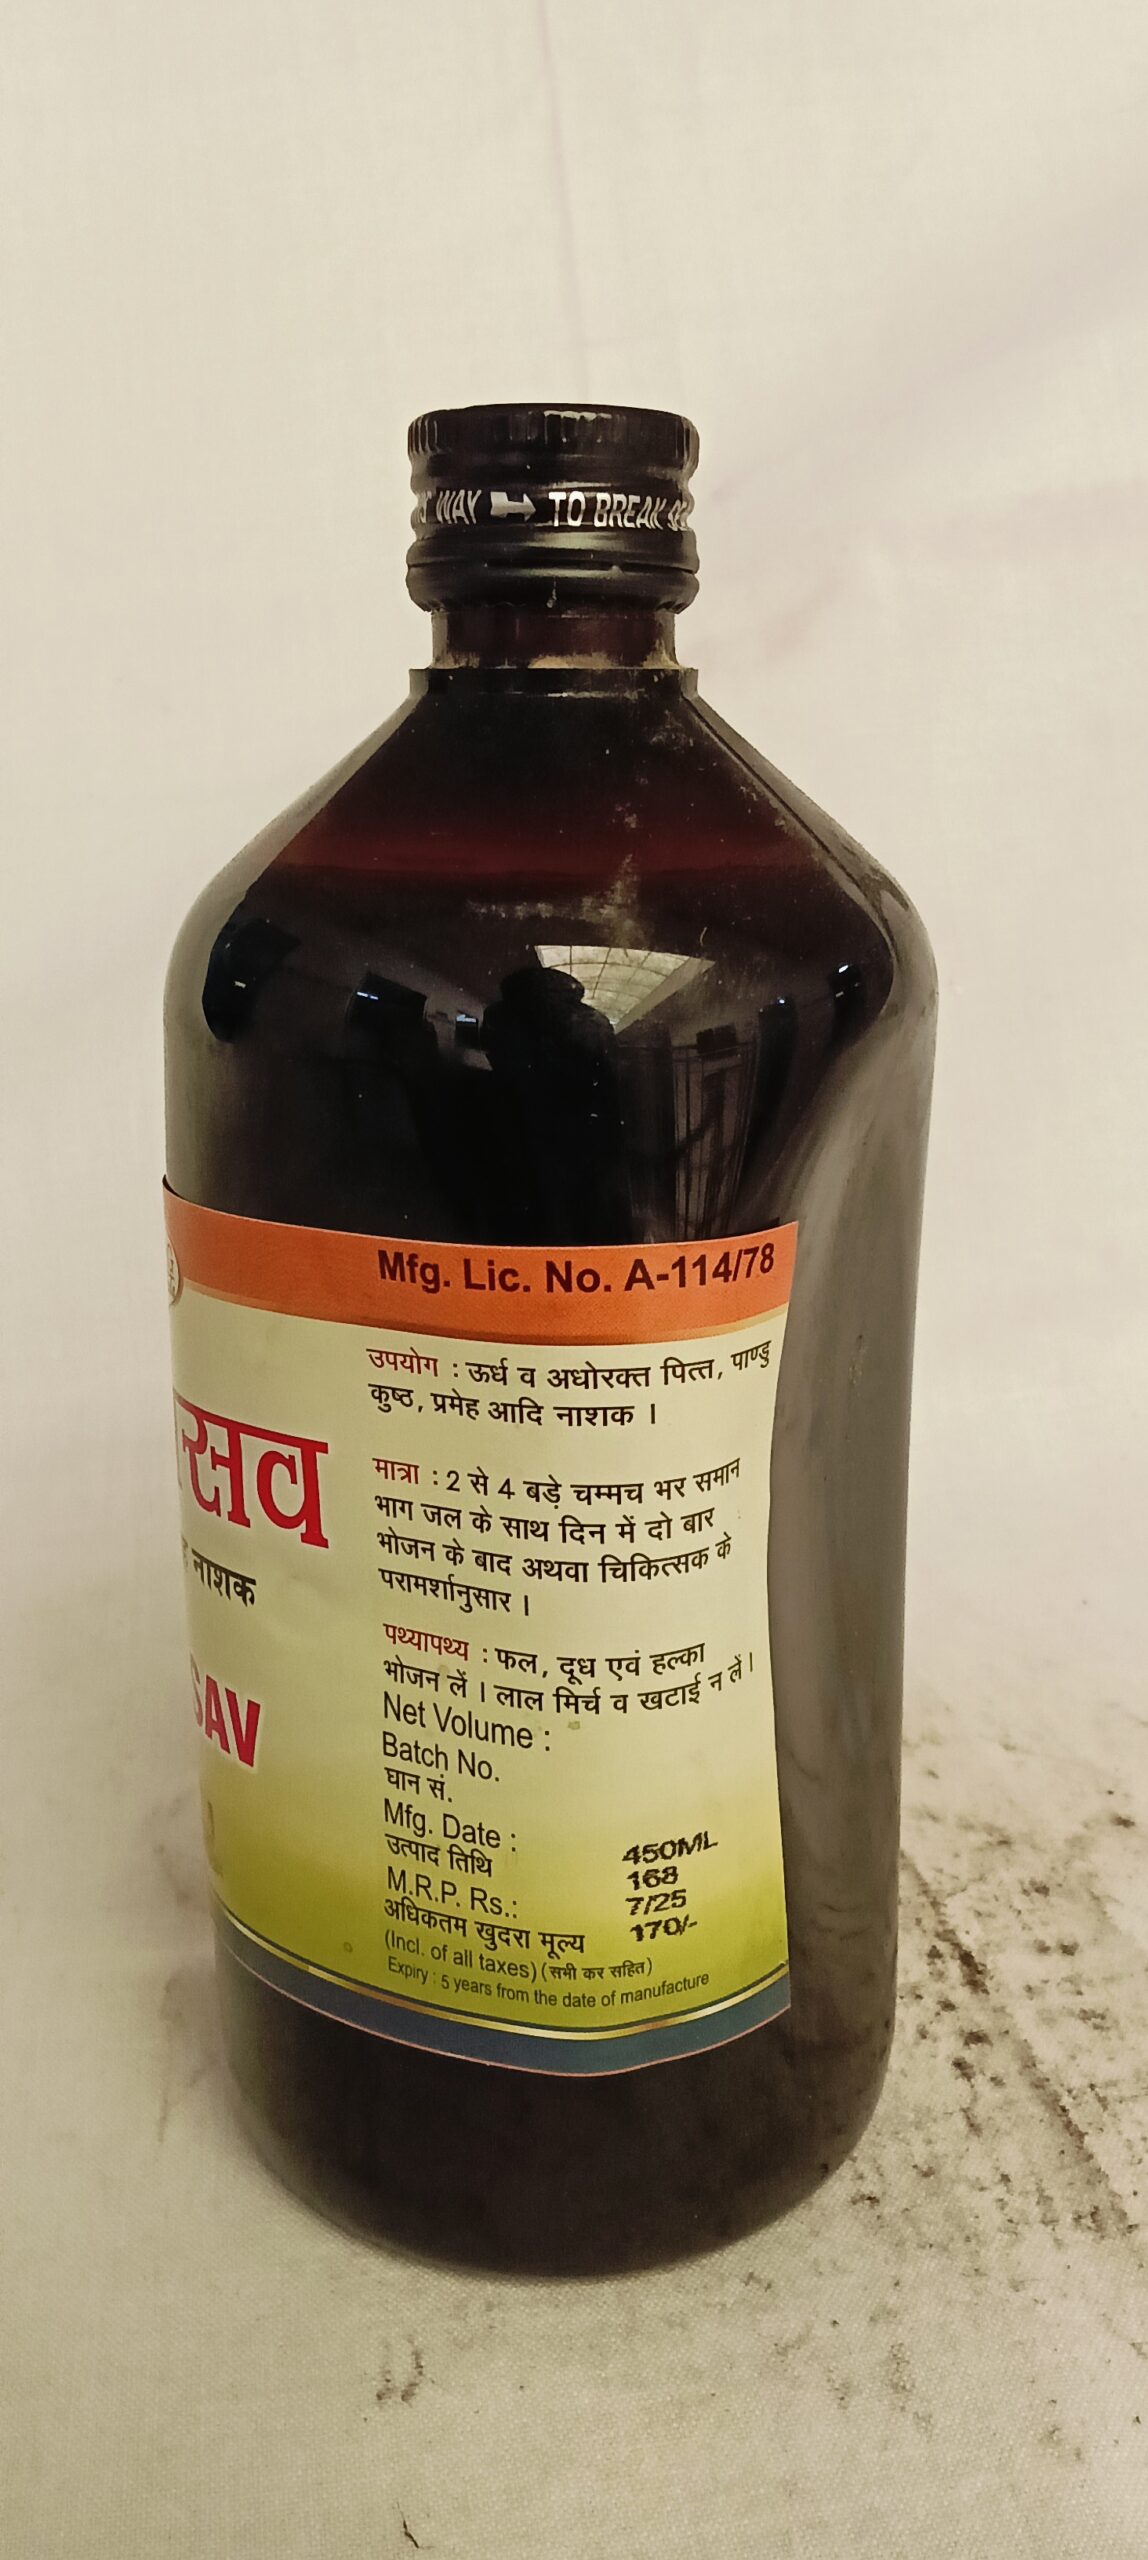 WAY → TO BREAK
Mfg. Lic. No. A-114/78
उपयोग : ऊर्ध व अधोरक्त पित्त, पाण्डु
कुष्ठ, प्रमेह आदि नाशक ।
सव
नाशक
SAV
मात्रा : 2 से 4 बड़े चम्मच भर समान
भाग जल के साथ दिन में दो बार
भोजन के बाद अथवा चिकित्सक के
परामर्शानुसार ।
पथ्यापथ्य : फल, दूध एवं हल्का
भोजन लें । लाल मिर्च व खटाई न लें ।
Net Volume :
Batch No.
घान सं.
Mfg. Date :
उत्पाद तिथि
M.R.P. Rs.:
अधिकतम खुदरा मूल्य
(Incl. of all taxes) (सभी कर सहित)
Expiry : 5 years from the date of manufacture
450ML
168
7/25
170/-